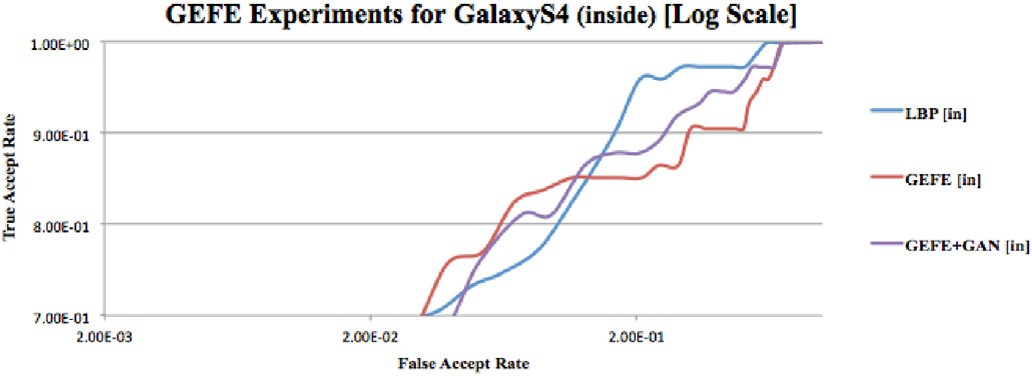 GEFE Experiments for GalaxyS4 (inside) [Log Scale]
1.00E+00
9.00E-01
8.00E-01
7.00E-01
True Accept Rate
2.00E-03 2.00E-02 2.00E-01
False Accept Rate
LBP [in]
GEFE [in]
GEFE+GAN [in]